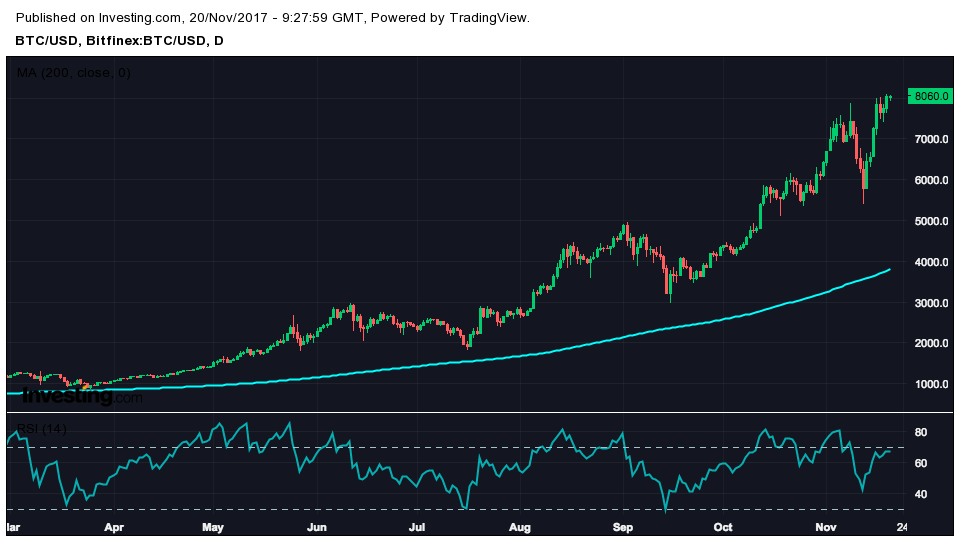 Published on Investing.com, 20/Nov/2017 - 9:27:59 GMT, Powered by TradingView.
BTC/USD, Bitfinex:BTC/USD, D
MA (200, close, 0)
8060.0
7000.0
6000.0
5000.0
4000.0
3000.0
2000.0
1000.0
Investing.com
RSI (14)
80
60
40
ar Apr May Jun Jul Aug Sep Oct Nov 24